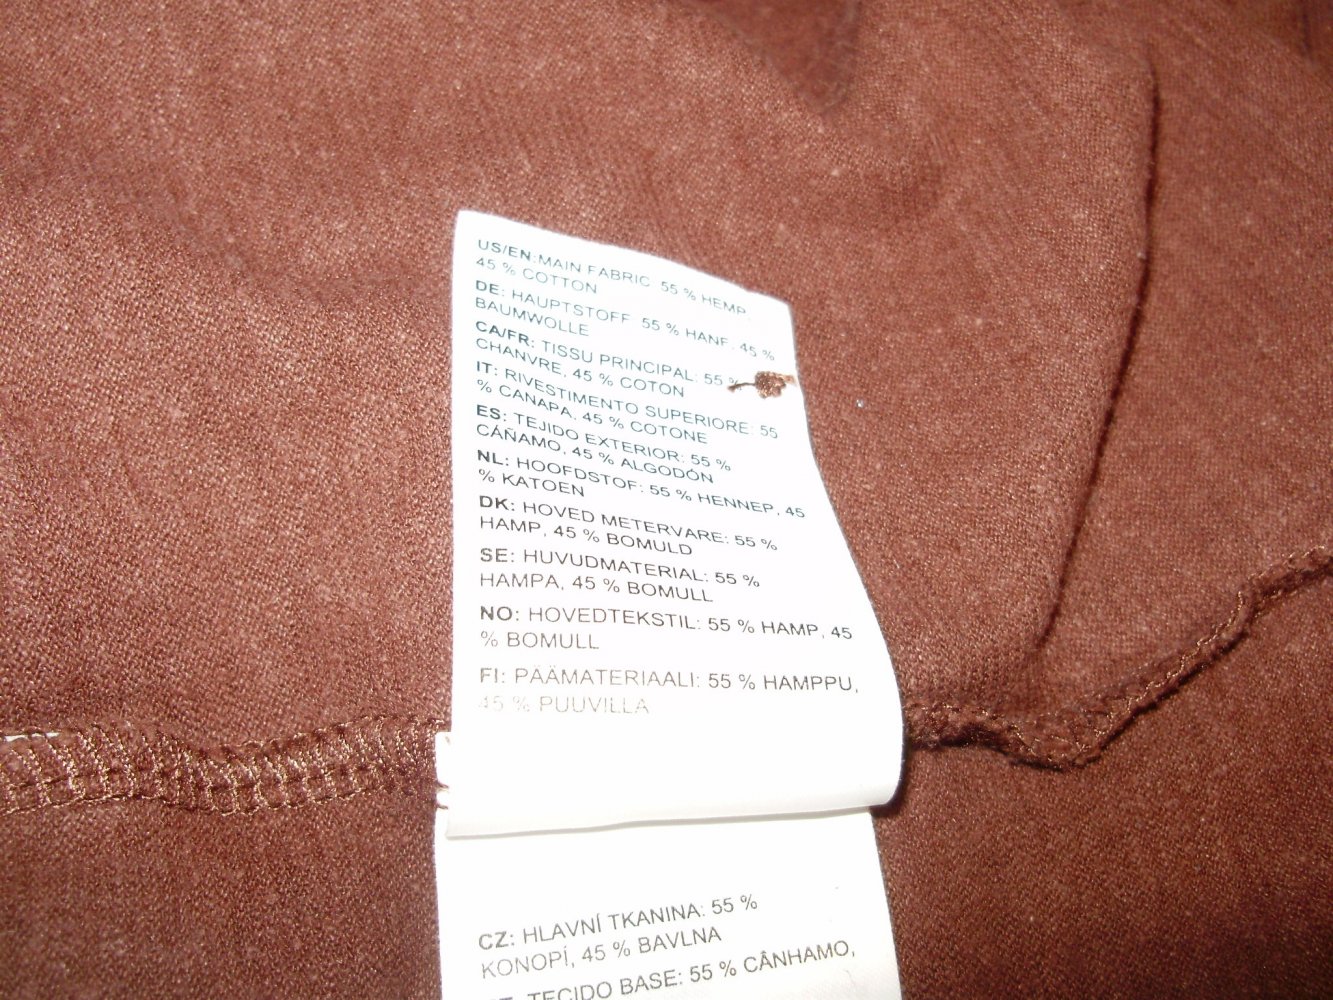 US/EN:MAIN FABRIC 55 % HEMP
45 % COTTON
DE: HAUPTSTOFF 55 % HANF, 45 %
BAUMWOLLE
CA/FR: TISSU PRINCIPAL: 55 %
CHANVRE, 45 % COTON
IT: RIVESTIMENTO SUPERIORE: 55
% CANAPA, 45 % COTONE
ES: TEJIDO EXTERIOR: 55 %
CÁÑAMO, 45 % ALGODÓN
NL: HOOFDSTOF: 55 % HENNEP, 45
% KATOEN
DK: HOVED METERVARE: 55 %
HAMP, 45 % BOMULD
SE: HUVUDMATERIAL: 55 %
HAMPA, 45 % BOMULL
NO: HOVEDTEKSTIL: 55 % HAMP, 45
% BOMULL
FI: PÄÄMATERIAALI: 55 % HAMPPU,
45 % PUUVILLA
CZ: HLAVNÍ TKANINA: 55 %
KONOPÍ, 45 % BAVLNA
TECIDO BASE: 55 % CÂNHAMO,